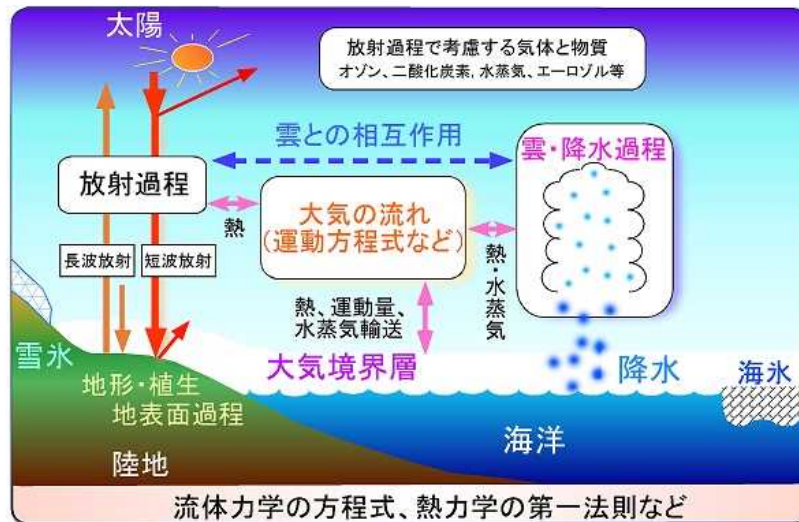 太陽
放射過程で考慮する気体と物質
オゾン、二酸化炭素, 水蒸気、エーロゾル等
雲との相互作用
雲・降水過程
放射過程
熱
大気の流れ
(運動方程式など)
熱・水蒸気
長波放射
短波放射
熱、運動量、
水蒸気輸送
雪氷
大気境界層
降水
海氷
地形・植生
地表面過程
海洋
陸地
流体力学の方程式、熱力学の第一法則など